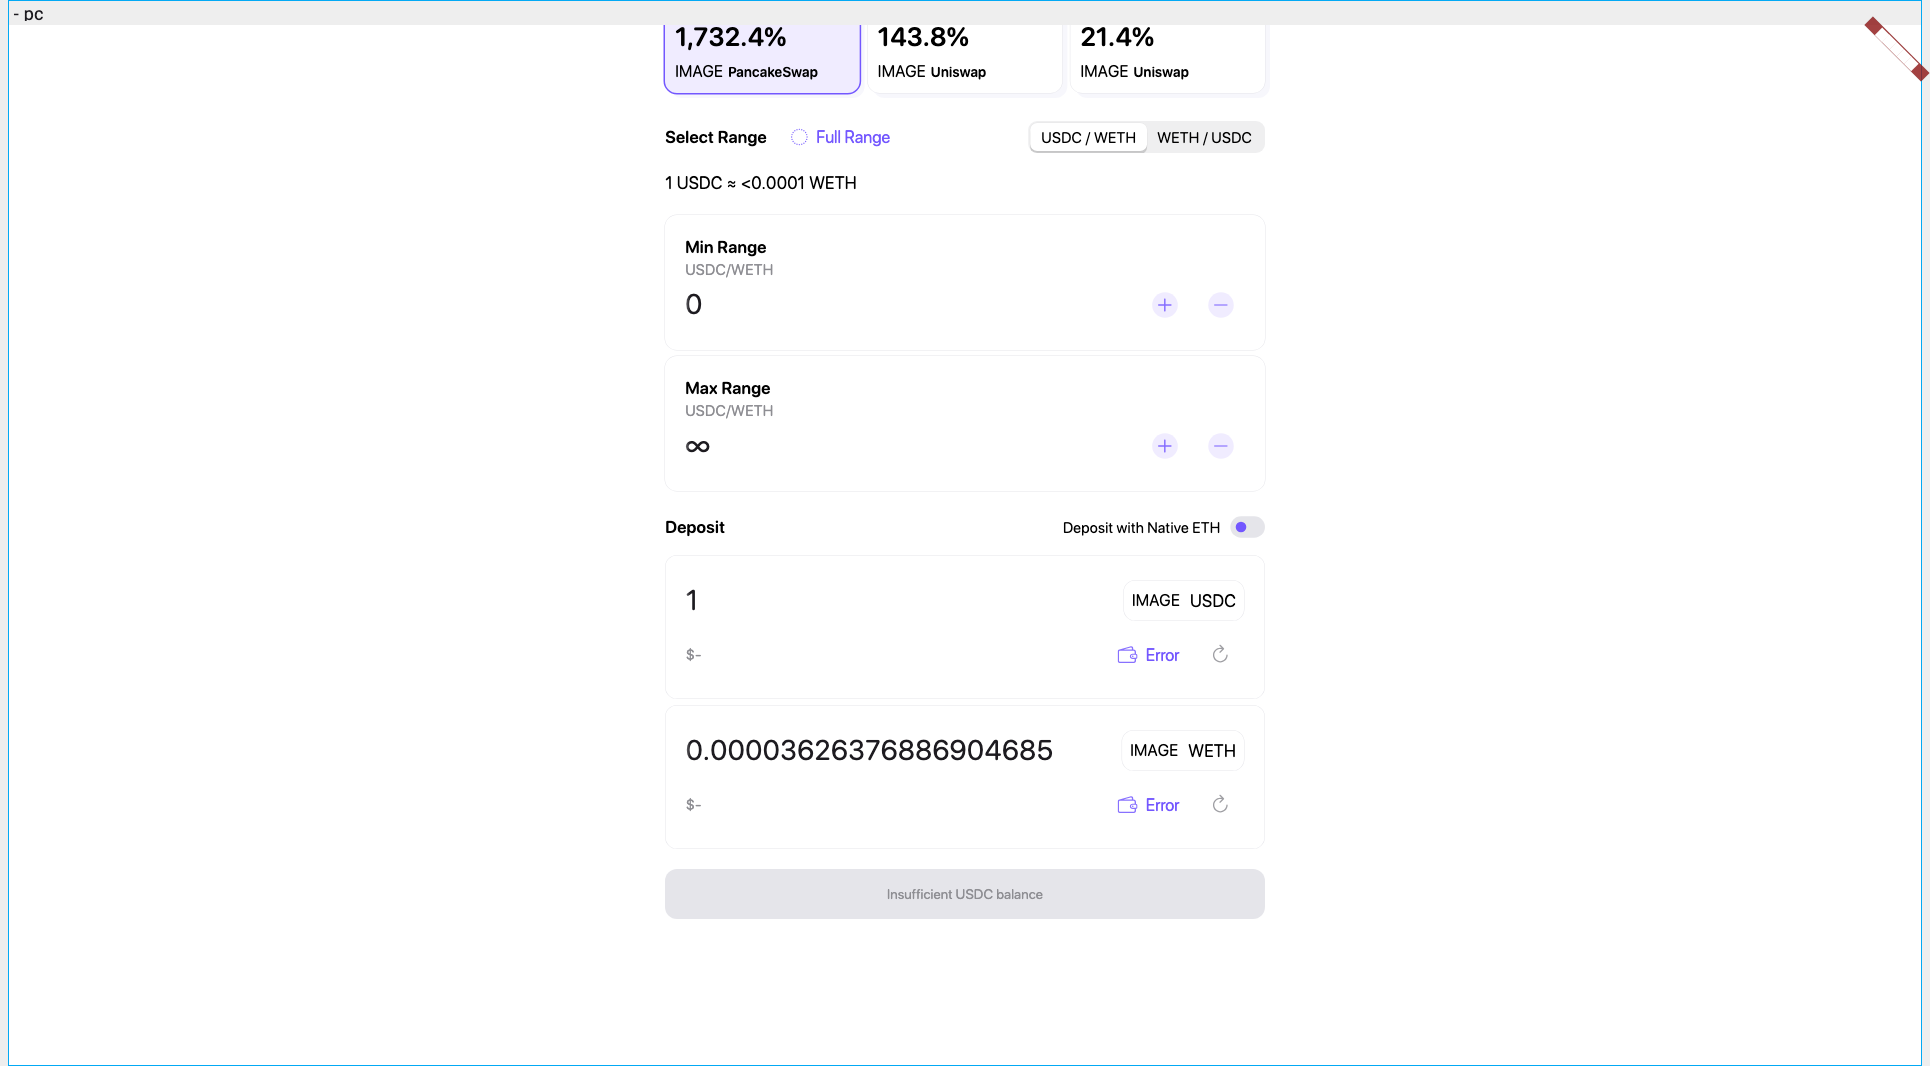 - pc
1,732.4% 143.8% 21.4%
IMAGE PancakeSwap IMAGE Uniswap IMAGE Uniswap
Select Range Full Range USDC / WETH WETH / USDC
1 USDC ≈ <0.0001 WETH
Min Range
USDC/WETH
0
Max Range
USDC/WETH
∞
Deposit Deposit with Native ETH
1 IMAGE USDC
$- Error
0.00003626376886904685 IMAGE WETH
$- Error
Insufficient USDC balance